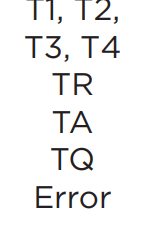 T1, T2,
T3, T4
TR
TA
TQ
Error